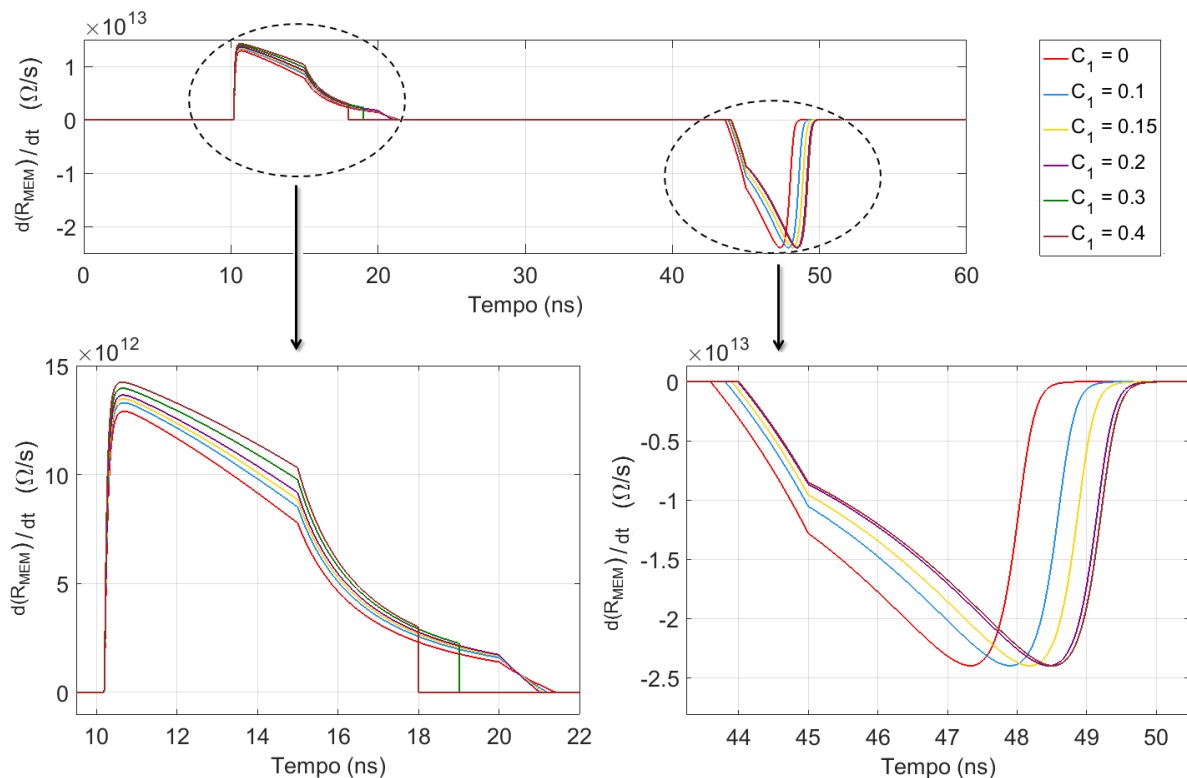 ×10^13
d(R_MEM)/dt (Ω/s)
1
0
-1
-2
0 10 20 30 40 50 60
Tempo (ns)
C_1 = 0
C_1 = 0.1
C_1 = 0.15
C_1 = 0.2
C_1 = 0.3
C_1 = 0.4
×10^12
d(R_MEM)/dt (Ω/s)
15
10
5
0
10 12 14 16 18 20 22
Tempo (ns)
×10^13
d(R_MEM)/dt (Ω/s)
0
-0.5
-1
-1.5
-2
-2.5
44 45 46 47 48 49 50
Tempo (ns)